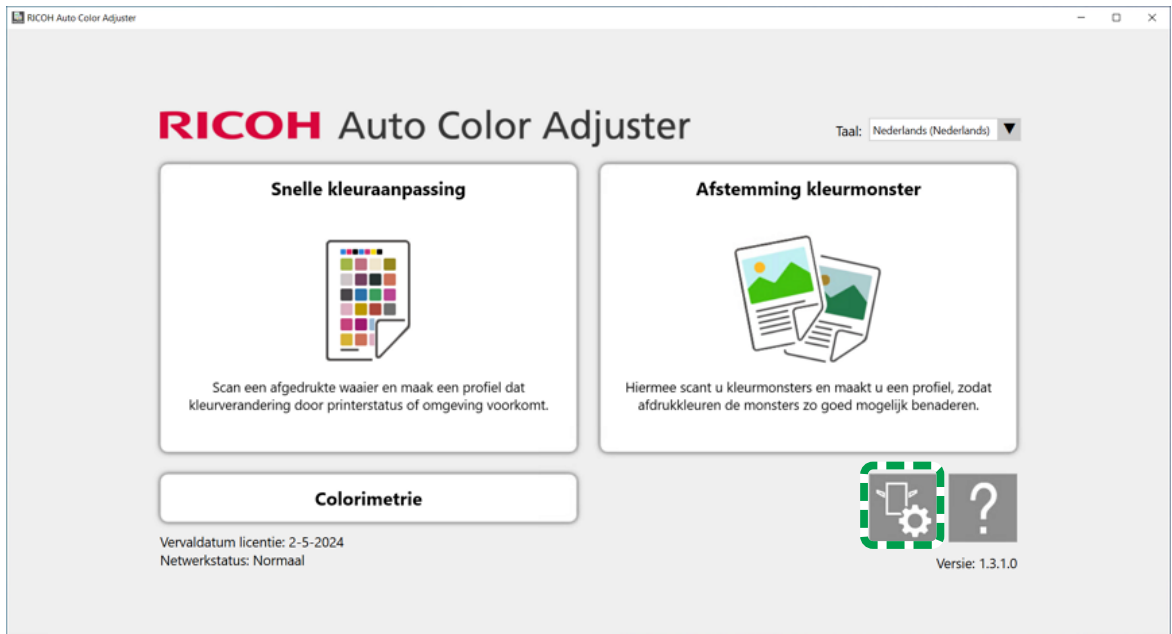 RICOH Auto Color Adjuster
RICOH Auto Color Adjuster
Taal: Nederlands (Nederlands)
Snelle kleuraanpassing
Scan een afgedrukte waaier en maak een profiel dat
kleurverandering door printerstatus of omgeving voorkomt.
Afstemming kleurmonster
Hiermee scant u kleurmonsters en maakt u een profiel, zodat
afdrukkleuren de monsters zo goed mogelijk benaderen.
Colorimetrie
?
Vervaldatum licentie: 2-5-2024
Netwerkstatus: Normaal
Versie: 1.3.1.0